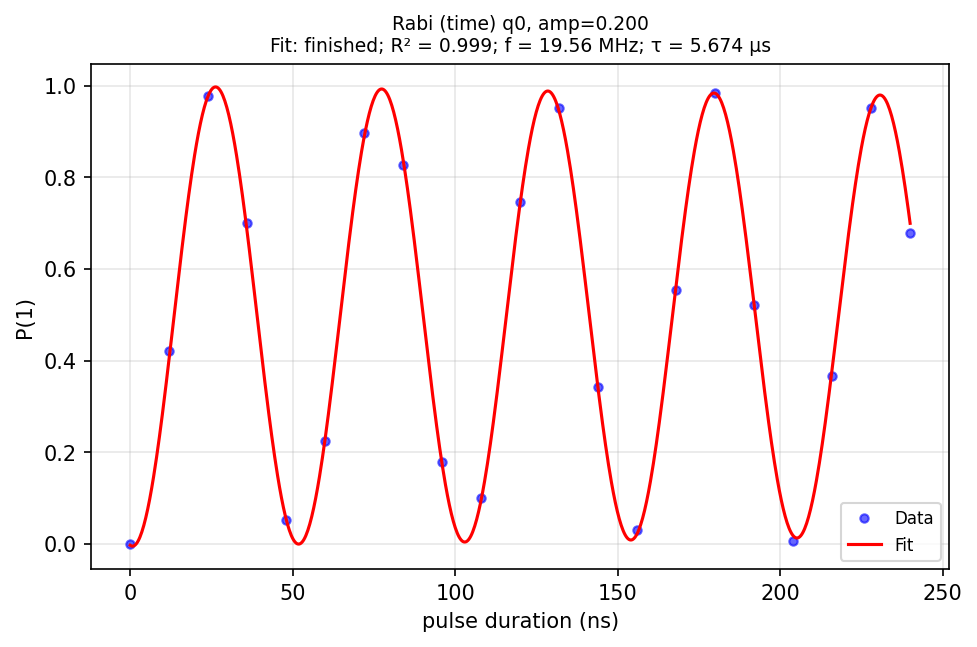 Rabi (time) q0, amp=0.200
Fit: finished; R² = 0.999; f = 19.56 MHz; τ = 5.674 µs
P(1)
1.0
0.8
0.6
0.4
0.2
0.0
Data
Fit
0 50 100 150 200 250
pulse duration (ns)